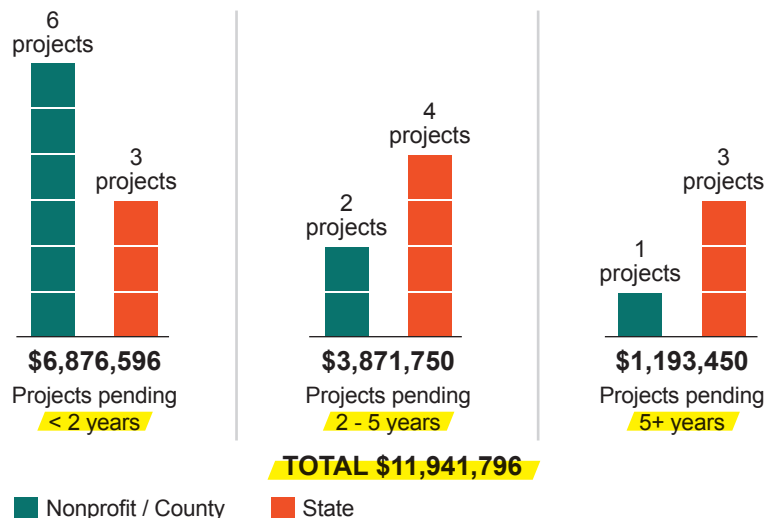 6
projects
3
projects
$6,876,596
Projects pending
< 2 years
2
projects
4
projects
$3,871,750
Projects pending
2 - 5 years
1
projects
3
projects
$1,193,450
Projects pending
5+ years
TOTAL $11,941,796
Nonprofit / County
State